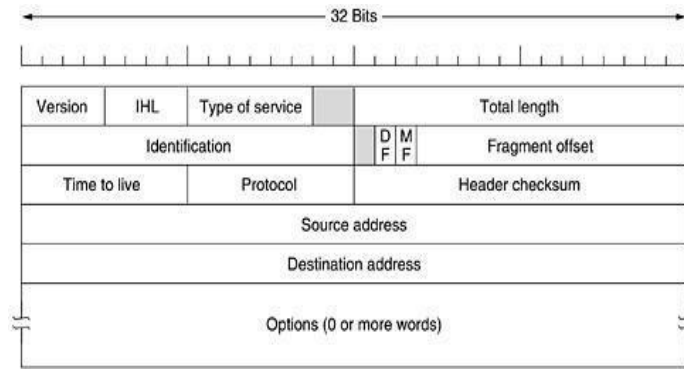 32 Bits
Version IHL Type of service Total length
Identification D F M F Fragment offset
Time to live Protocol Header checksum
Source address
Destination address
Options (0 or more words)